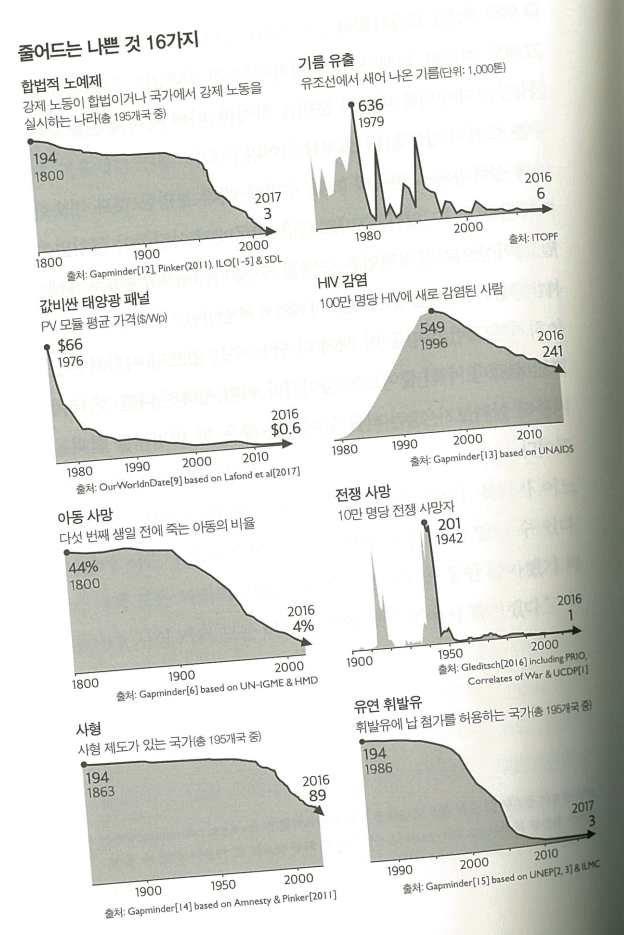 줄어드는 나쁜 것 16가지
합법적 노예제
강제 노동이 합법이거나 국가에서 강제 노동을
실시하는 나라(총 195개국 중)
194
1800
2017
3
1800
1900
2000
출처: Gapminder[12], Pinker(2011), ILO[1-5] & SDL
기름 유출
유조선에서 새어 나온 기름(단위: 1,000톤)
636
1979
2016
6
1980
2000
출처: ITOPF
값비싼 태양광 패널
PV 모듈 평균 가격($/Wp)
$66
1976
2016
$0.6
1980
1990
2000
2010
출처: OurWorldnDate[9] based on Lafond et al[2017]
HIV 감염
100만 명당 HIV에 새로 감염된 사람
549
1996
2016
241
1980
1990
2000
2010
출처: Gapminder[13] based on UNAIDS
아동 사망
다섯 번째 생일 전에 죽는 아동의 비율
44%
1800
2016
4%
1800
1900
2000
출처: Gapminder[6] based on UN-IGME & HMD
전쟁 사망
10만 명당 전쟁 사망자
201
1942
2016
1
1900
1950
2000
출처: Gleditsch[2016] including PRIO,
Correlates of War & UCDP[1]
사형
사형 제도가 있는 국가(총 195개국 중)
194
1863
2016
89
1900
1950
2000
출처: Gapminder[14] based on Amnesty & Pinker[2011]
유연 휘발유
휘발유에 납 첨가를 허용하는 국가(총 195개국 중)
194
1986
2017
3
1990
2000
2010
출처: Gapminder[15] based on UNEP[2, 3] & ILMC